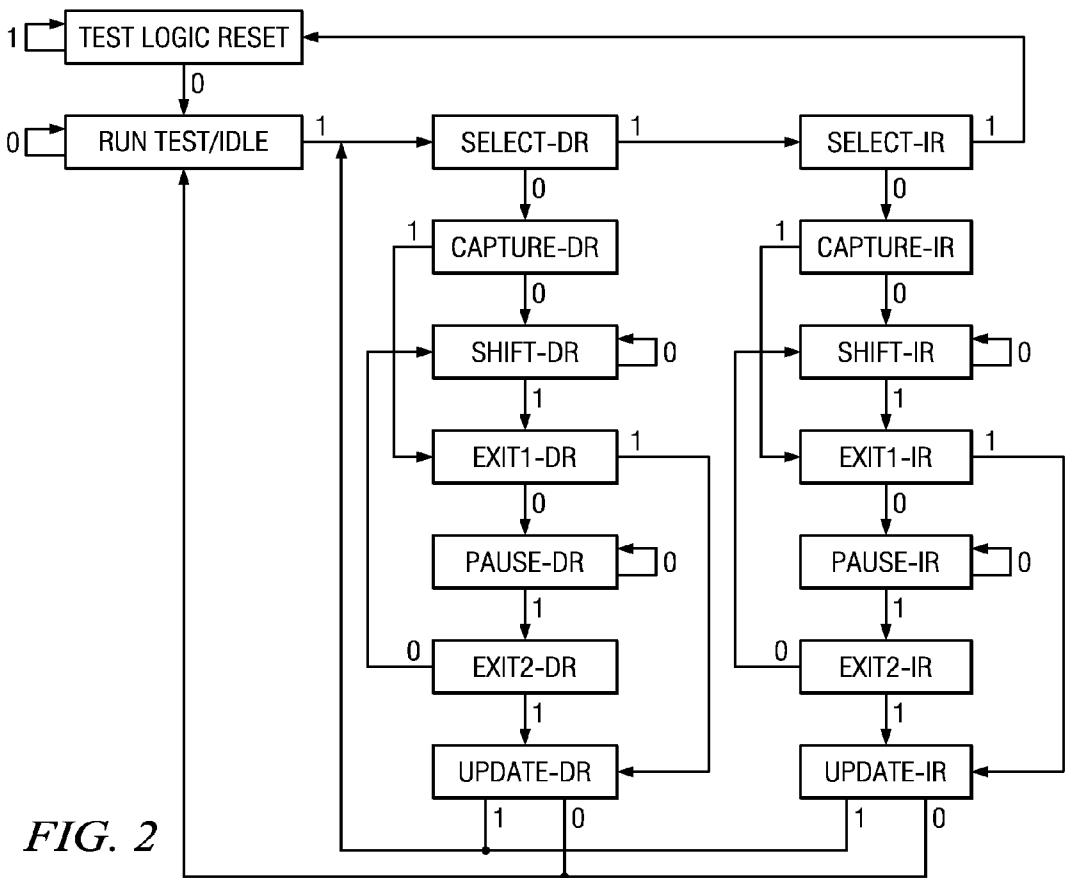 1 TEST LOGIC RESET
0
0 RUN TEST/IDLE 1 SELECT-DR 1 SELECT-IR 1
0 0
1 CAPTURE-DR 1 CAPTURE-IR
0 0
SHIFT-DR 0 SHIFT-IR 0
1 1
EXIT1-DR 1 EXIT1-IR 1
0 0
PAUSE-DR 0 PAUSE-IR 0
1 1
0 EXIT2-DR 0 EXIT2-IR
1 1
UPDATE-DR UPDATE-IR
1 0 1 0
FIG. 2